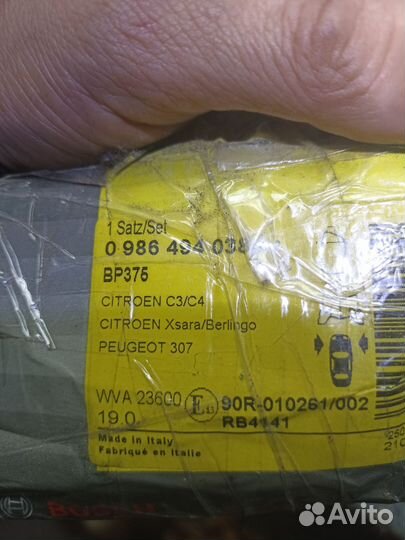 1 Satz/Set
0 986 494 038
BP375
CITROEN C3/C4
CITROEN Xsara/Berlingo
PEUGEOT 307
WVA 23600 E 90R-010261/002
19.0 RB4141
Made in Italy
Fabriqué en Italie
BOSCH
Avito